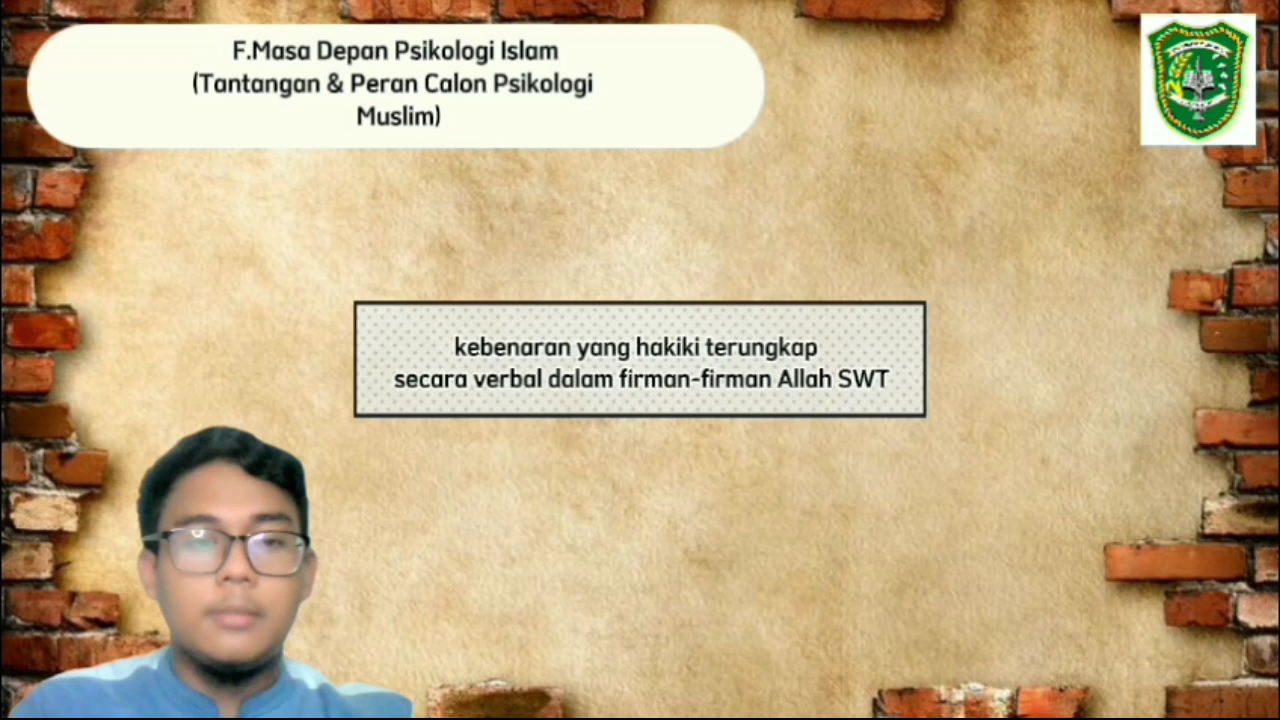 F.Masa Depan Psikologi Islam
(Tantangan & Peran Calon Psikologi
Muslim)
kebenaran yang hakiki terungkap
secara verbal dalam firman-firman Allah SWT